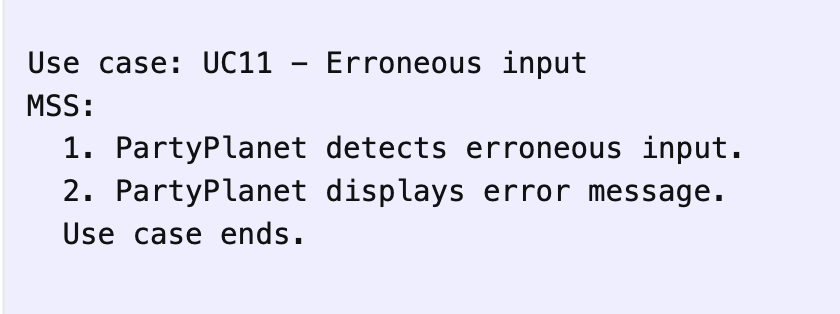 Use case: UC11 – Erroneous input
MSS:
1. PartyPlanet detects erroneous input.
2. PartyPlanet displays error message.
Use case ends.